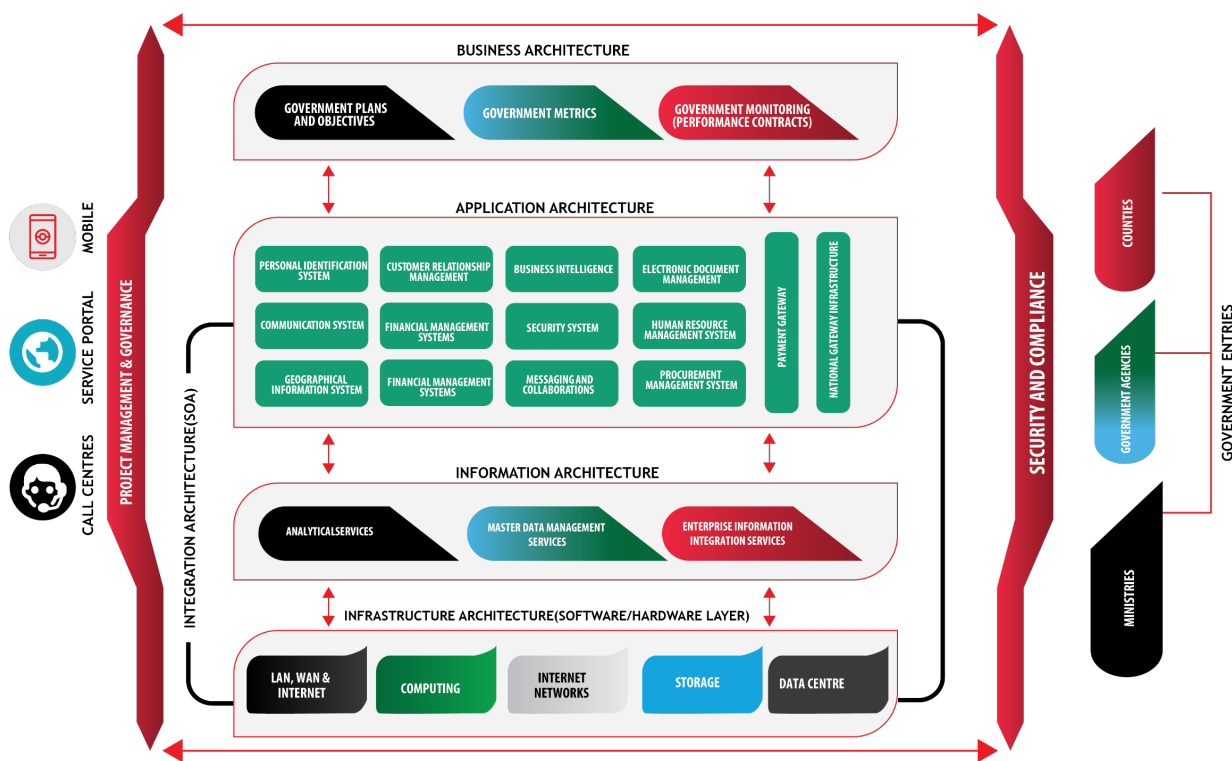 BUSINESS ARCHITECTURE
GOVERNMENT PLANS
AND OBJECTIVES
GOVERNMENT METRICS
GOVERNMENT MONITORING
(PERFORMANCE CONTRACTS)
MOBILE
SERVICE PORTAL
CALL CENTRES
PROJECT MANAGEMENT & GOVERNANCE
INTEGRATION ARCHITECTURE(SOA)
APPLICATION ARCHITECTURE
PERSONAL IDENTIFICATION
SYSTEM
CUSTOMER RELATIONSHIP
MANAGEMENT
BUSINESS INTELLIGENCE
ELECTRONIC DOCUMENT
MANAGEMENT
COMMUNICATION SYSTEM
FINANCIAL MANAGEMENT
SYSTEMS
SECURITY SYSTEM
HUMAN RESOURCE
MANAGEMENT SYSTEM
GEOGRAPHICAL
INFORMATION SYSTEM
FINANCIAL MANAGEMENT
SYSTEMS
MESSAGING AND
COLLABORATIONS
PROCUREMENT
MANAGEMENT SYSTEM
PAYMENT GATEWAY
NATIONAL GATEWAY INFRASTRUCTURE
INFORMATION ARCHITECTURE
ANALYTICALSERVICES
MASTER DATA MANAGEMENT
SERVICES
ENTERPRISE INFORMATION
INTEGRATION SERVICES
INFRASTRUCTURE ARCHITECTURE(SOFTWARE/HARDWARE LAYER)
LAN, WAN &
INTERNET
COMPUTING
INTERNET
NETWORKS
STORAGE
DATA CENTRE
SECURITY AND COMPLIANCE
COUNTIES
GOVERNMENT AGENCIES
MINISTRIES
GOVERNMENT ENTRIES